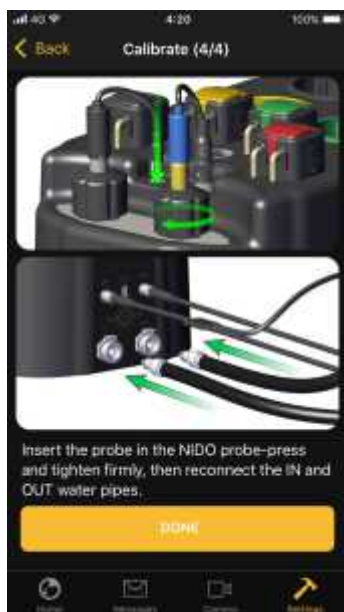 4G
4:20
100%
Back
Calibrate (4/4)
Insert the probe in the NIDO probe-press
and tighten firmly, then reconnect the IN and
OUT water pipes.
DONE